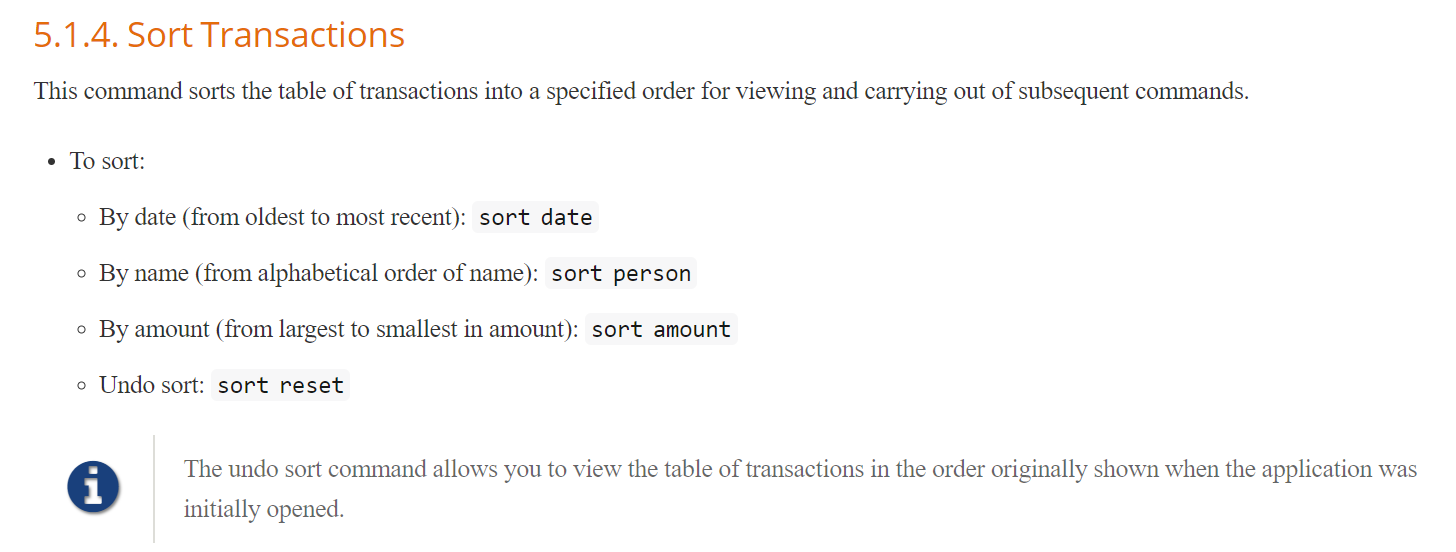 5.1.4. Sort Transactions
This command sorts the table of transactions into a specified order for viewing and carrying out of subsequent commands.
• To sort:
◦ By date (from oldest to most recent): sort date
◦ By name (from alphabetical order of name): sort person
◦ By amount (from largest to smallest in amount): sort amount
◦ Undo sort: sort reset
The undo sort command allows you to view the table of transactions in the order originally shown when the application was
initially opened.